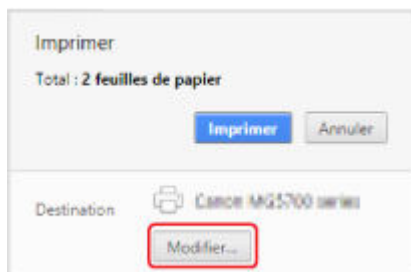 Imprimer
Total : 2 feuilles de papier
Imprimer Annuler
Destination Canon MG5700 series
Modifier...